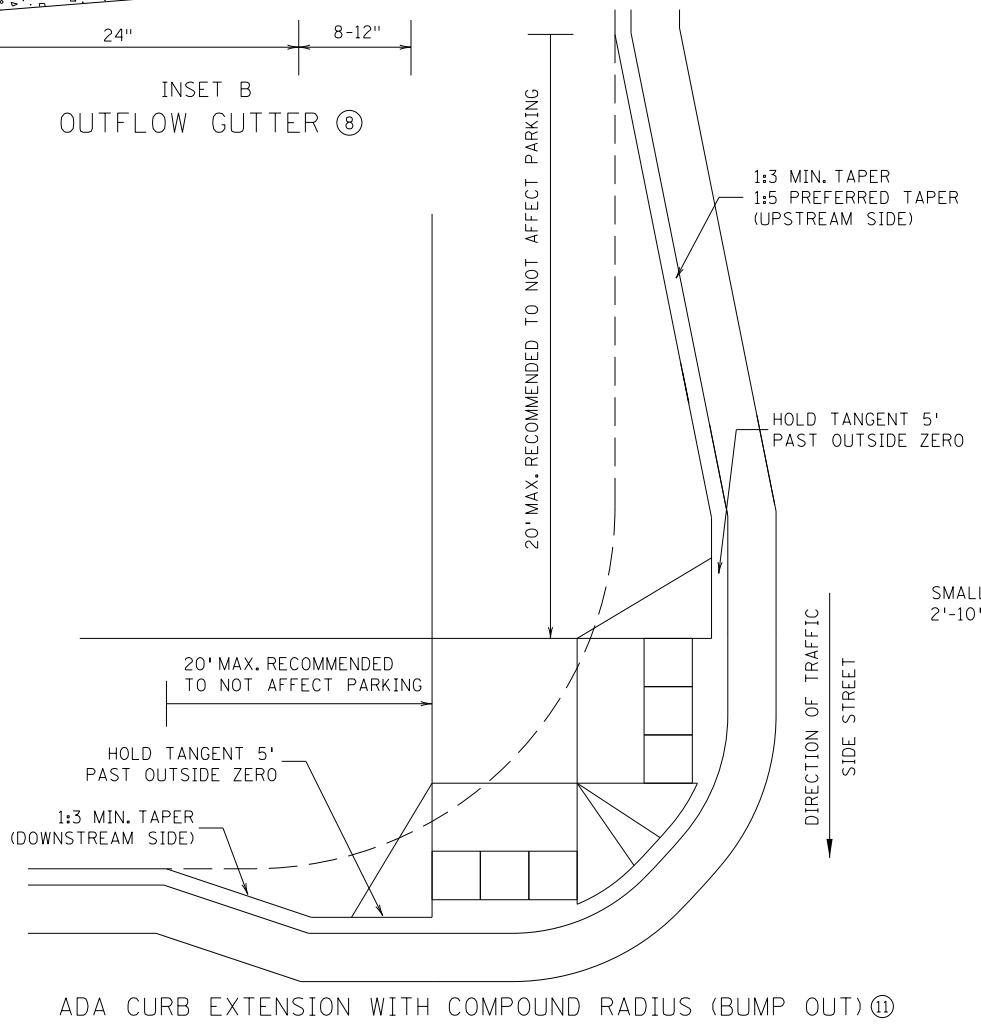 24"
8-12"
INSET B
OUTFLOW GUTTER ⑧
20' MAX. RECOMMENDED TO NOT AFFECT PARKING
1:3 MIN. TAPER
1:5 PREFERRED TAPER
(UPSTREAM SIDE)
HOLD TANGENT 5'
PAST OUTSIDE ZERO
SMALL
2'-10"
DIRECTION OF TRAFFIC
SIDE STREET
20' MAX. RECOMMENDED
TO NOT AFFECT PARKING
HOLD TANGENT 5'
PAST OUTSIDE ZERO
1:3 MIN. TAPER
(DOWNSTREAM SIDE)
ADA CURB EXTENSION WITH COMPOUND RADIUS (BUMP OUT) ⑪